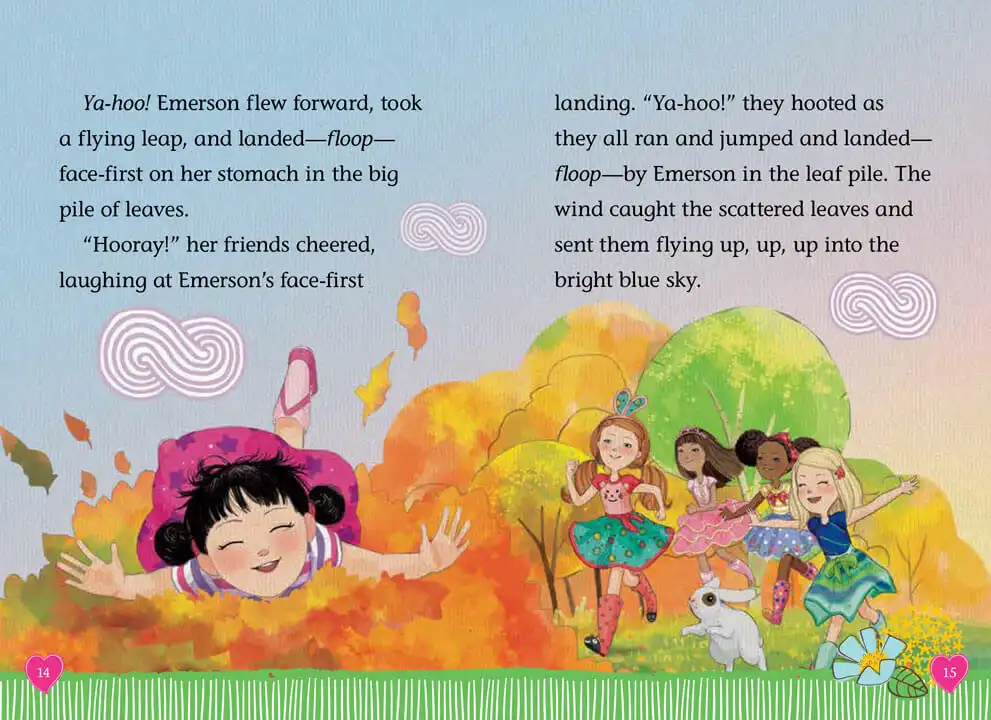 Ya-hoo! Emerson flew forward, took
a flying leap, and landed—floop—
face-first on her stomach in the big
pile of leaves.
“Hooray!” her friends cheered,
laughing at Emerson’s face-first
14
landing. “Ya-hoo!” they hooted as
they all ran and jumped and landed—
floop—by Emerson in the leaf pile. The
wind caught the scattered leaves and
sent them flying up, up, up into the
bright blue sky.
15